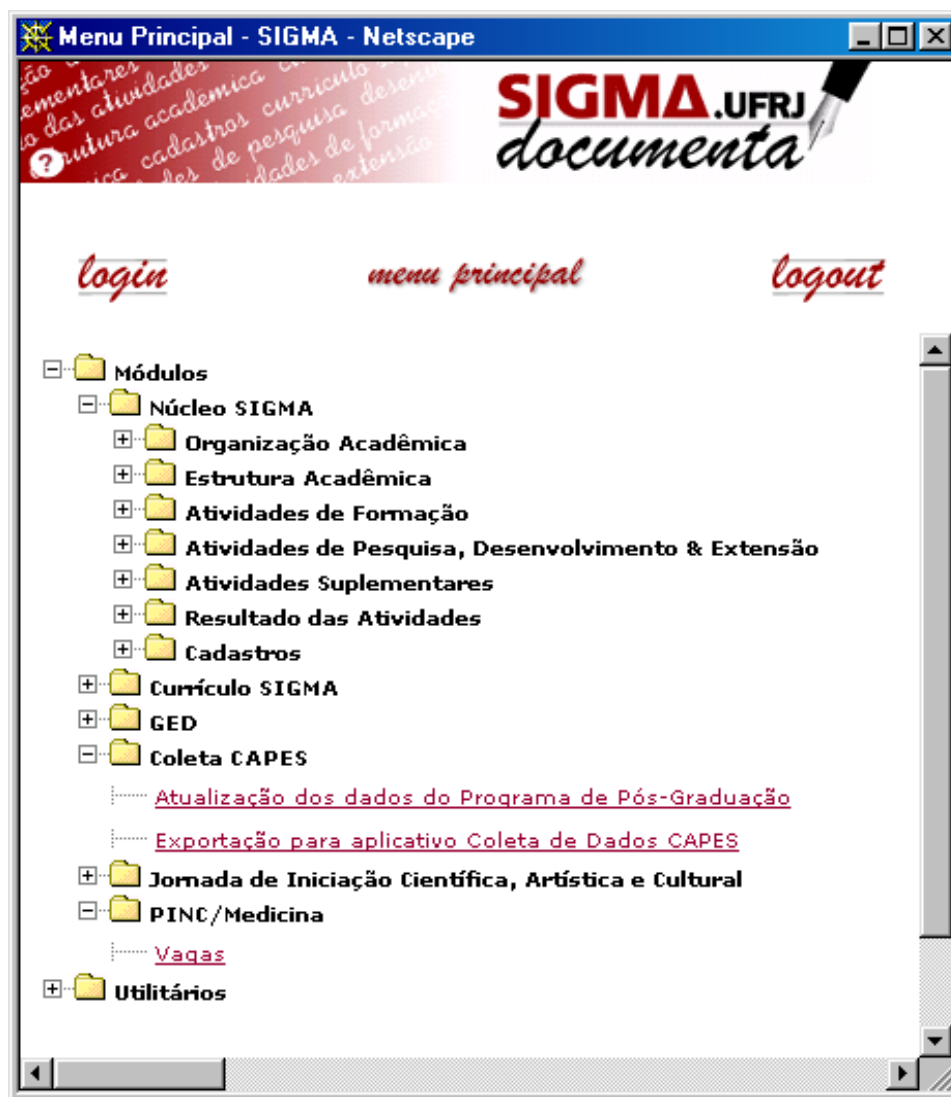 Menu Principal - SIGMA - Netscape
SIGMA.UFRJ
documenta
?
login
menu principal
logout
Módulos
Núcleo SIGMA
Organização Acadêmica
Estrutura Acadêmica
Atividades de Formação
Atividades de Pesquisa, Desenvolvimento & Extensão
Atividades Suplementares
Resultado das Atividades
Cadastros
Currículo SIGMA
GED
Coleta CAPES
Atualização dos dados do Programa de Pós-Graduação
Exportação para aplicativo Coleta de Dados CAPES
Jornada de Iniciação Científica, Artística e Cultural
PINC/Medicina
Vagas
Utilitários